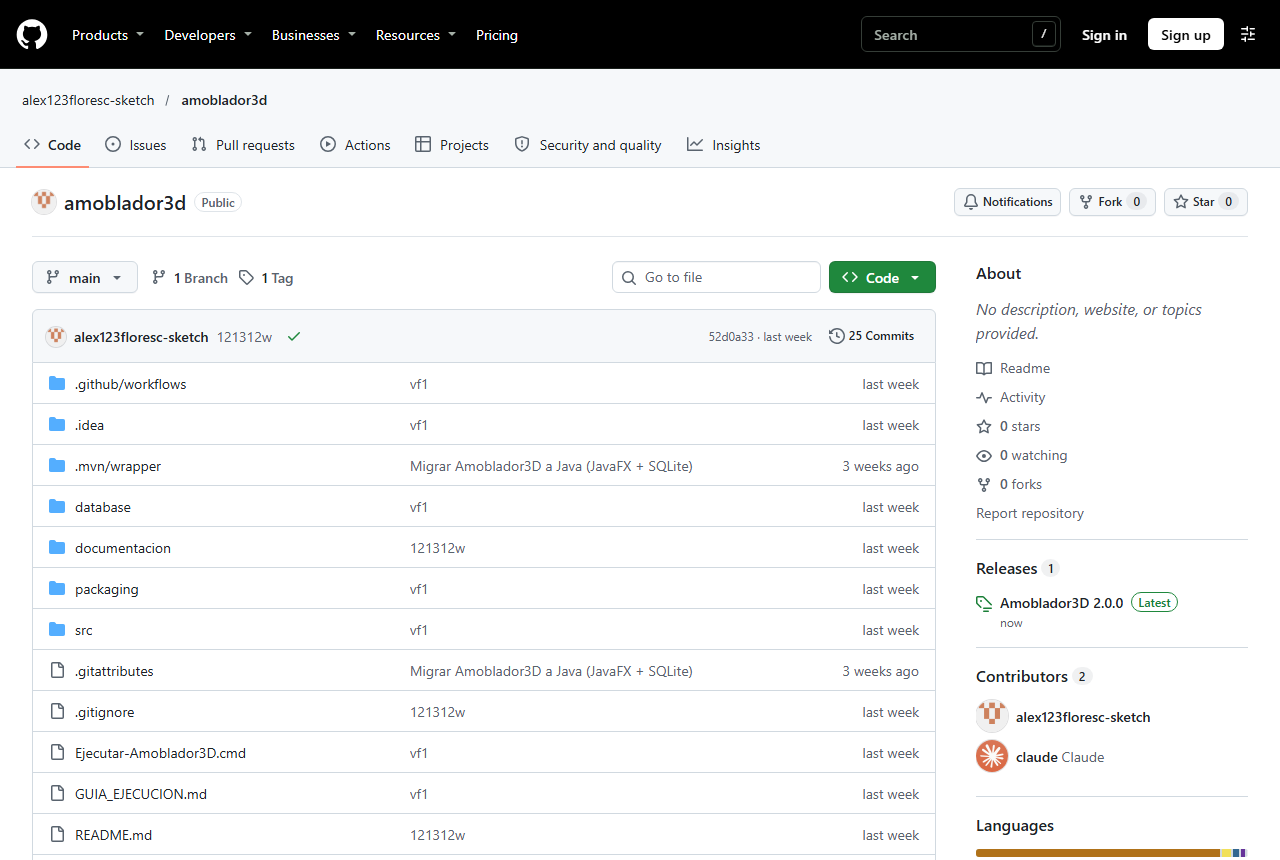 Products Developers Businesses Resources Pricing Search / Sign in Sign up
alex123floresc-sketch / amoblador3d
Code Issues Pull requests Actions Projects Security and quality Insights
amoblador3d Public Notifications Fork 0 Star 0
main 1 Branch 1 Tag Go to file Code
alex123floresc-sketch 121312w 52d0a33 · last week 25 Commits
.github/workflows vf1 last week
.idea vf1 last week
.mvn/wrapper Migrar Amoblador3D a Java (JavaFX + SQLite) 3 weeks ago
database vf1 last week
documentacion 121312w last week
packaging vf1 last week
src vf1 last week
.gitattributes Migrar Amoblador3D a Java (JavaFX + SQLite) 3 weeks ago
.gitignore 121312w last week
Ejecutar-Amoblador3D.cmd vf1 last week
GUIA_EJECUCION.md vf1 last week
README.md 121312w last week
About
No description, website, or topics
provided.
Readme
Activity
0 stars
0 watching
0 forks
Report repository
Releases 1
Amoblador3D 2.0.0 Latest
now
Contributors 2
alex123floresc-sketch
claude Claude
Languages